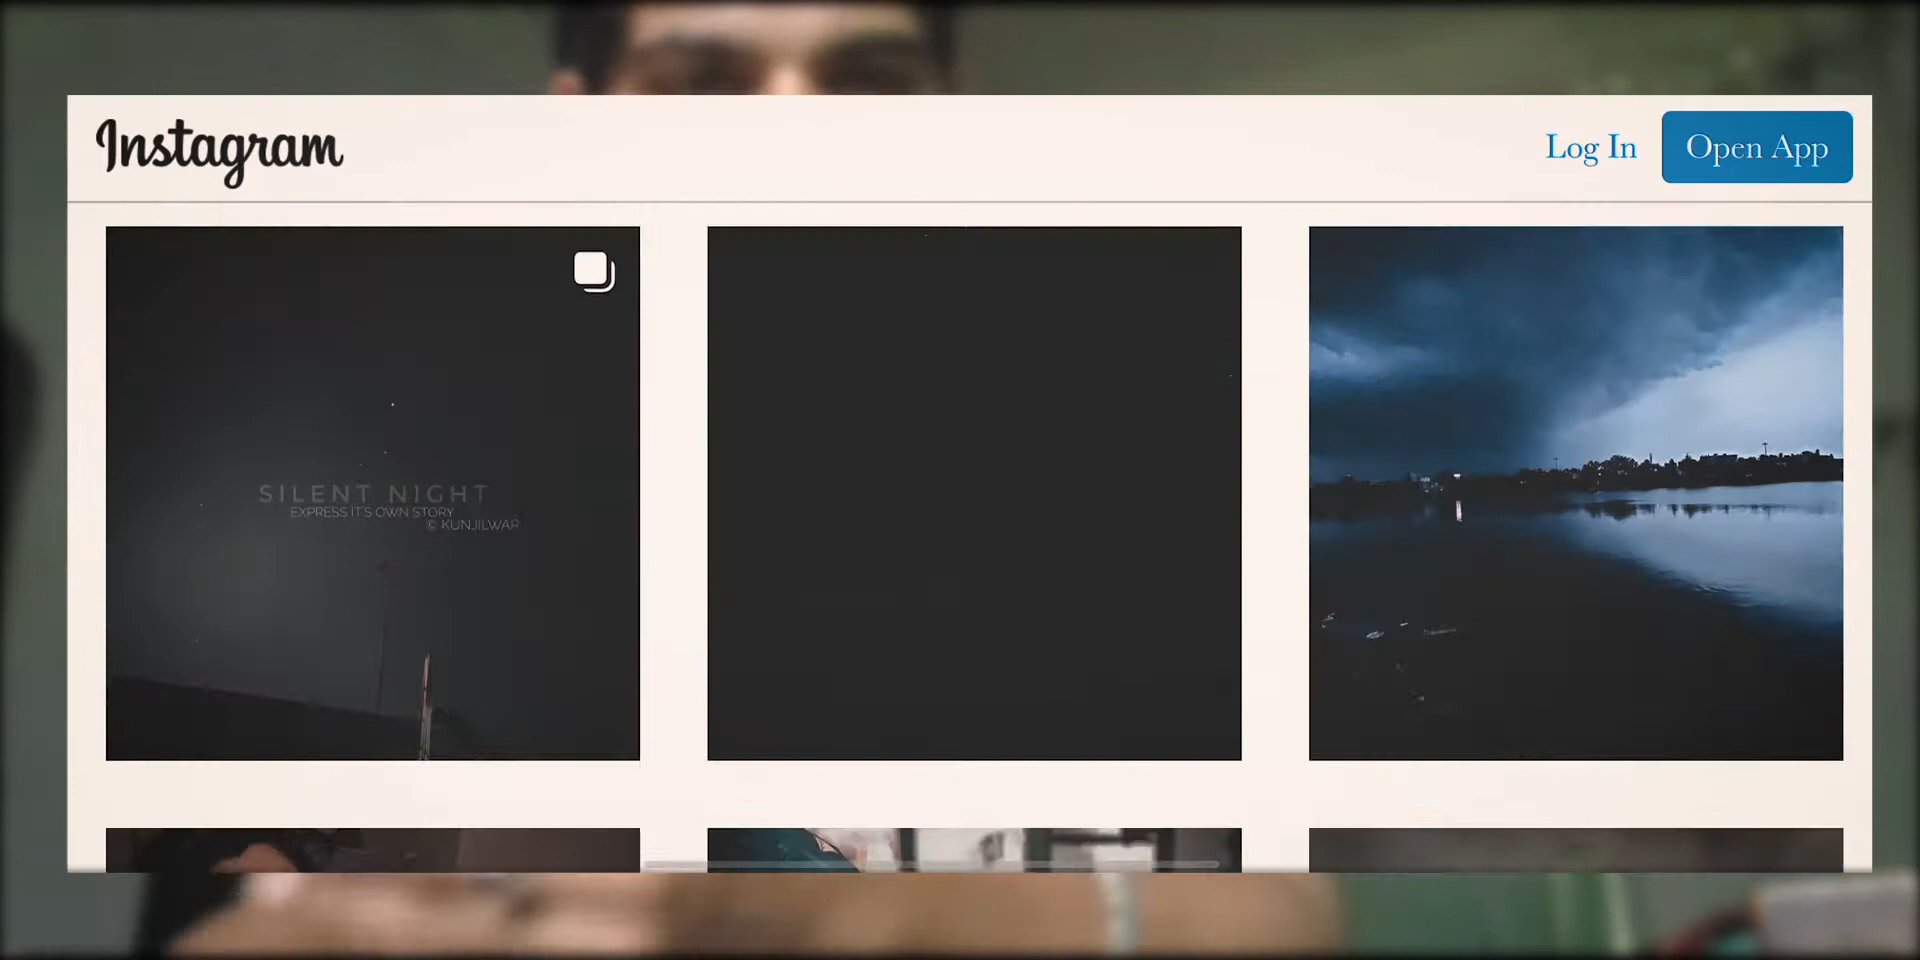 Instagram
Log In
Open App
SILENT NIGHT
EXPRESS IT'S OWN STORY
© KUNJILWAR